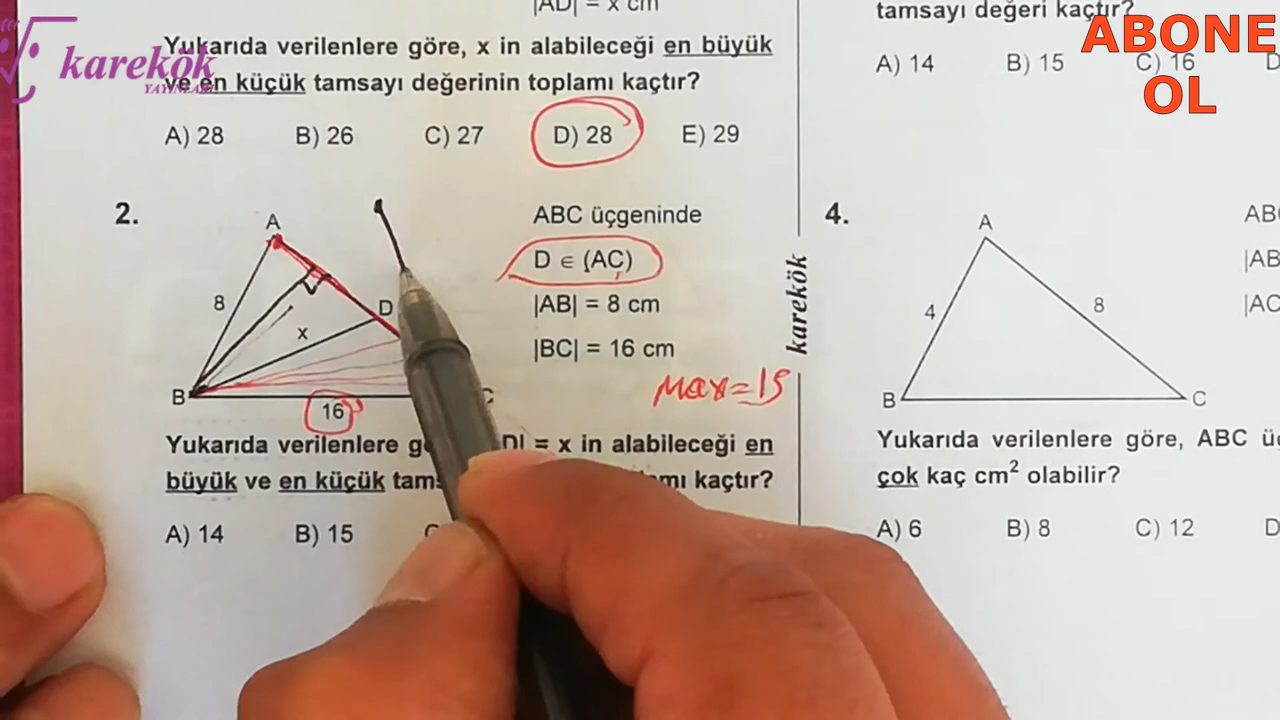 |AD| = x cm
Yukarıda verilenlere göre, x in alabileceği en büyük
ve en küçük tamsayı değerinin toplamı kaçtır?
A) 28 B) 26 C) 27 D) 28 E) 29
karekök
YAYINLARI
2.
A
8
D
x
B
16
C
ABC üçgeninde
D ∈ (AC)
|AB| = 8 cm
|BC| = 16 cm
Max = 15
Yukarıda verilenlere = x in alabileceği en
büyük ve en küçük kaçtır?
A) 14 B) 15
karekök
tamsayı değeri kaçtır?
A) 14 B) 15 C) 16
ABONE
OL
4.
A
4
8
B
C
|AB
|AC
Yukarıda verilenlere göre, ABC
çok kaç cm² olabilir?
A) 6 B) 8 C) 12